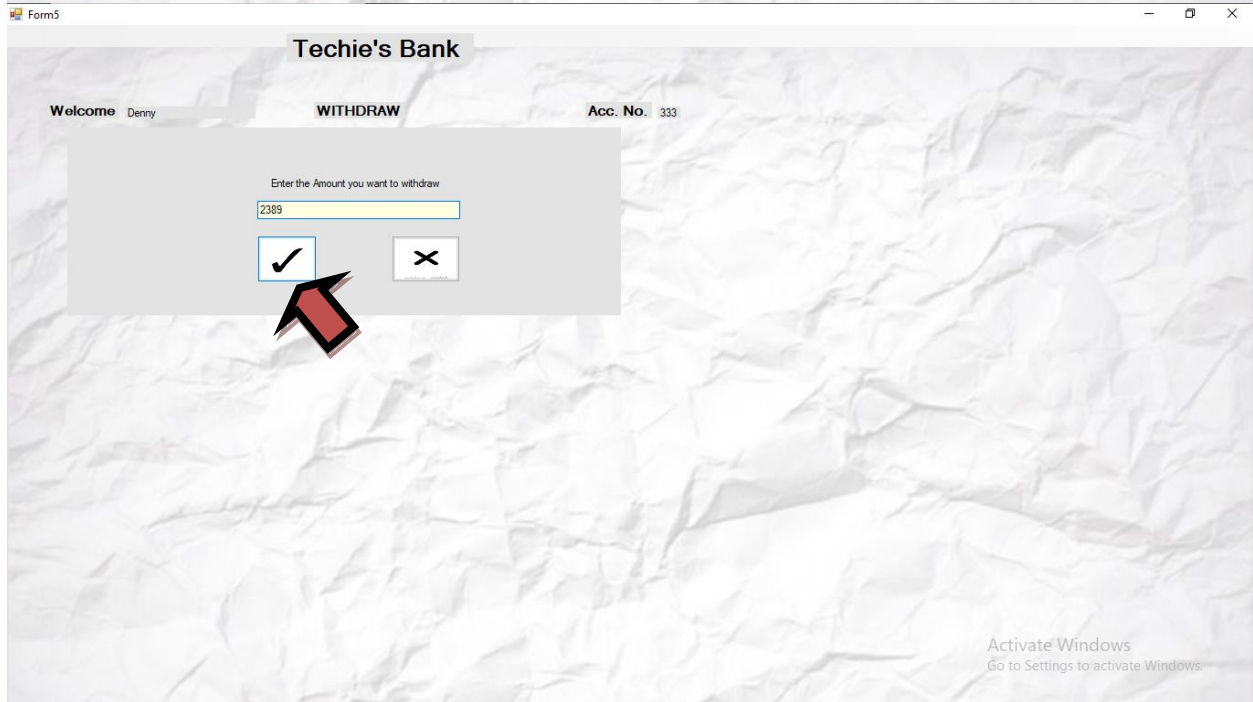 Form5
Techie's Bank
Welcome Denny WITHDRAW Acc. No. 333
Enter the Amount you want to withdraw
2389
Activate Windows
Go to Settings to activate Windows.